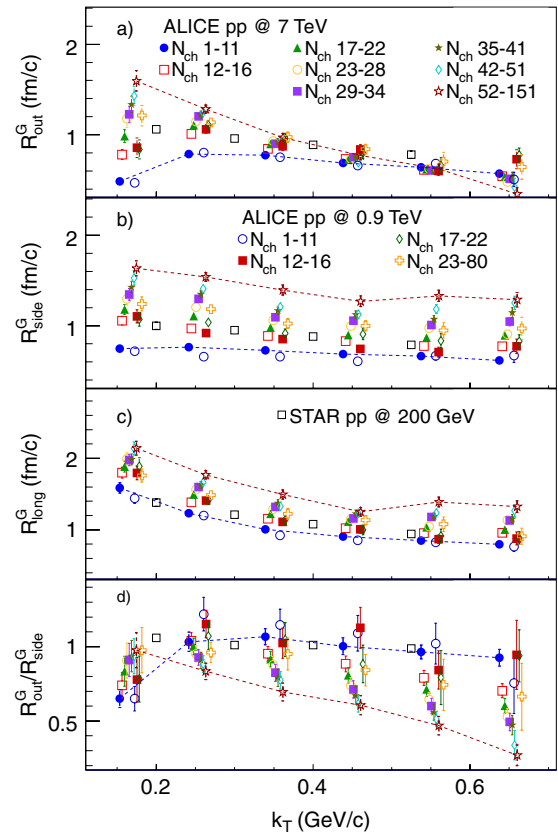 a) ALICE pp @ 7 TeV
N_ch 1-11 N_ch 17-22 N_ch 35-41
N_ch 12-16 N_ch 23-28 N_ch 42-51
N_ch 29-34 N_ch 52-151
R^G_out (fm/c)
2
1
b) ALICE pp @ 0.9 TeV
N_ch 1-11 N_ch 17-22
N_ch 12-16 N_ch 23-80
R^G_side (fm/c)
2
1
c) STAR pp @ 200 GeV
R^G_long (fm/c)
2
1
d)
R^G_out/R^G_side
1
0.5
0.2 0.4 0.6
k_T (GeV/c)